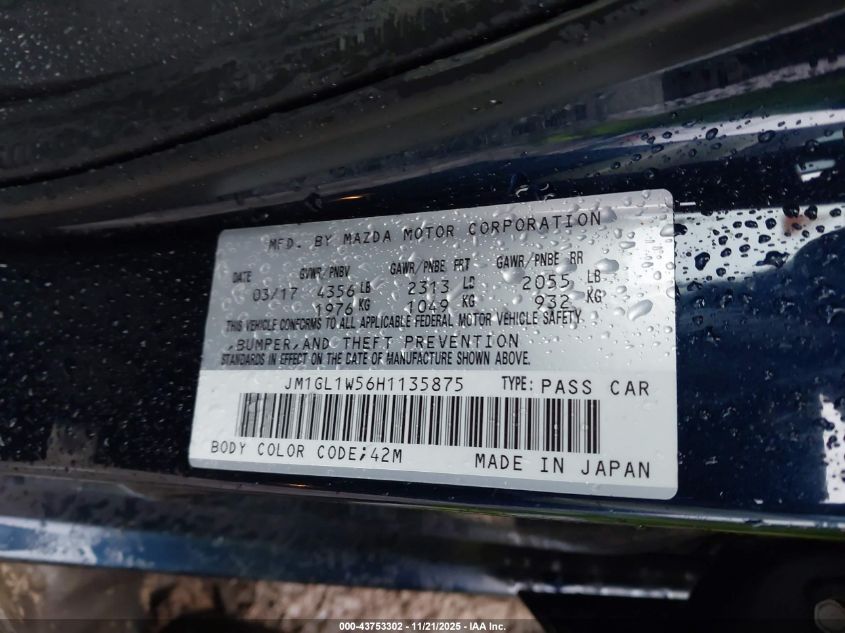 MFD. BY MAZDA MOTOR CORPORATION
DATE GVWR/PNBV GAWR/PNBE FRT GAWR/PNBE RR
03/17 4356 LB 2313 LB 2055 LB
1976 KG 1049 KG 932 KG
THIS VEHICLE CONFORMS TO ALL APPLICABLE FEDERAL MOTOR VEHICLE SAFETY
,BUMPER,AND THEFT PREVENTION
STANDARDS IN EFFECT ON THE DATE OF MANUFACTURE SHOWN ABOVE.
JM1GL1W56H1135875 TYPE: PASS CAR
BODY COLOR CODE;42M MADE IN JAPAN
000-43753302 - 11/21/2025 - IAA Inc.